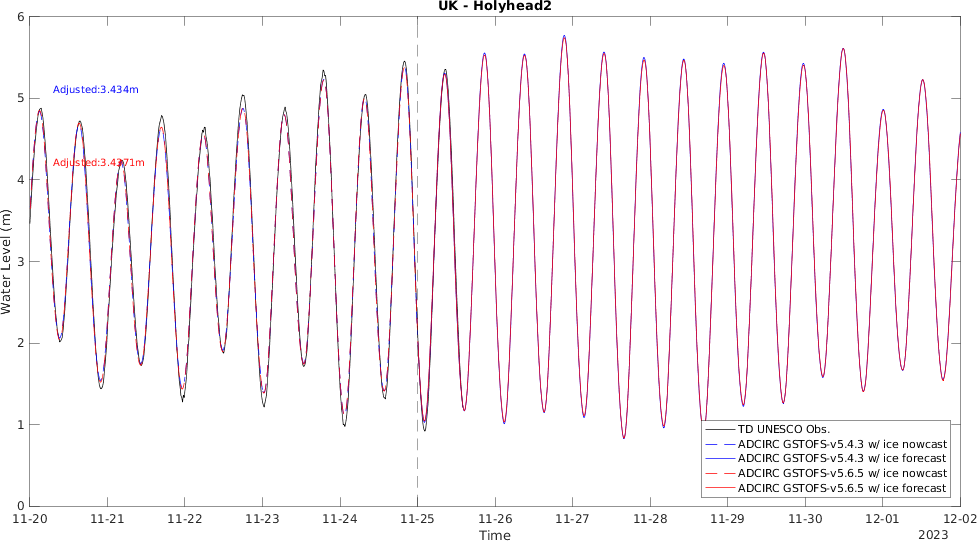 UK - Holyhead2
6
5
4
3
2
1
0
Water Level (m)
Adjusted:3.434m
Adjusted:3.4371m
TD UNESCO Obs.
ADCIRC GSTOFS-v5.4.3 w/ ice nowcast
ADCIRC GSTOFS-v5.4.3 w/ ice forecast
ADCIRC GSTOFS-v5.6.5 w/ ice nowcast
ADCIRC GSTOFS-v5.6.5 w/ ice forecast
11-20 11-21 11-22 11-23 11-24 11-25 11-26 11-27 11-28 11-29 11-30 12-01 12-02
Time
2023